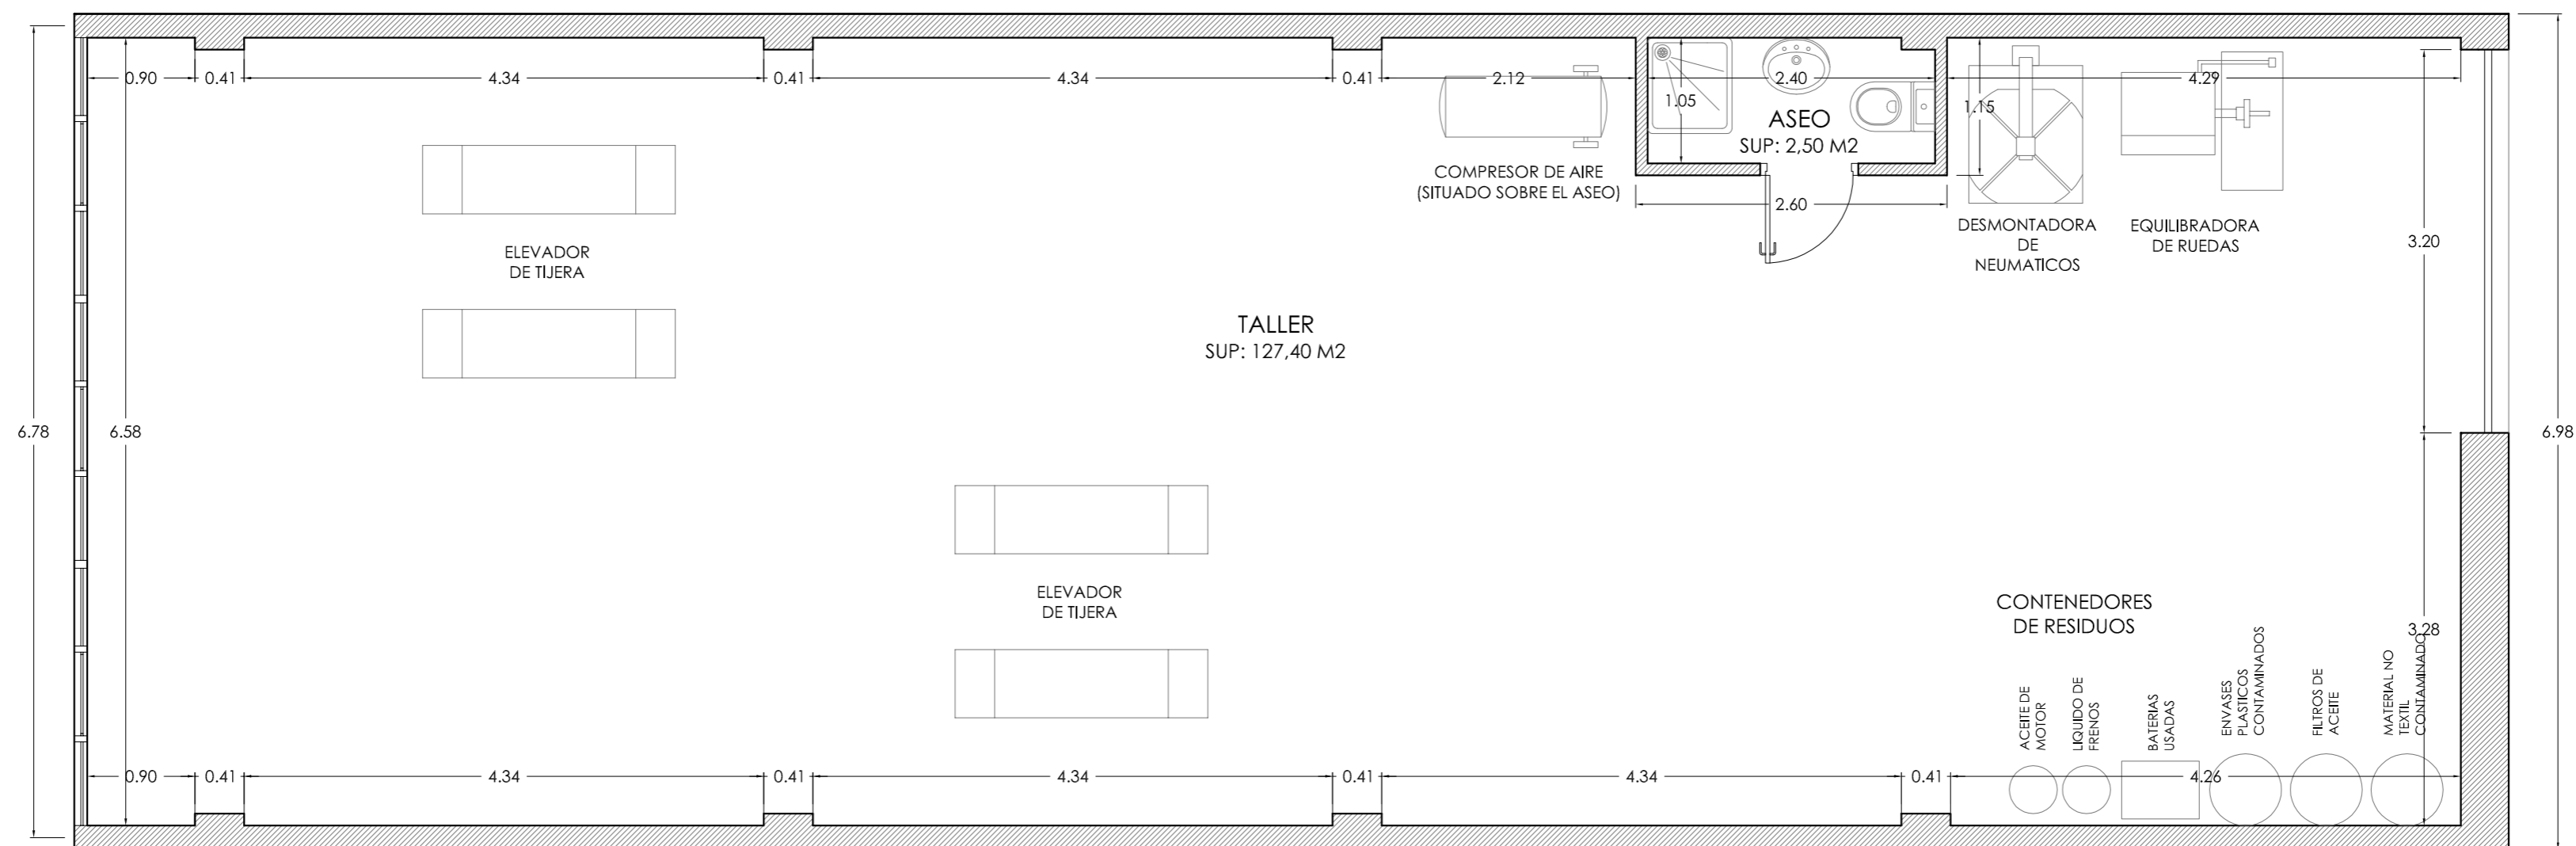 0.90
0.41
4.34
0.41
4.34
0.41
2.12
2.40
4.29
1.05
1.15
ASEO
SUP: 2,50 M2
COMPRESOR DE AIRE
(SITUADO SOBRE EL ASEO)
2.60
DESMONTADORA
DE
NEUMATICOS
EQUILIBRADORA
DE RUEDAS
3.20
ELEVADOR
DE TIJERA
TALLER
SUP: 127,40 M2
6.78
6.58
6.98
ELEVADOR
DE TIJERA
CONTENEDORES
DE RESIDUOS
3.28
ACEITE DE
MOTOR
LIQUIDO DE
FRENOS
BATERIAS
USADAS
ENVASES
PLASTICOS
CONTAMINADOS
FILTROS DE
ACEITE
MATERIAL NO
TEXTIL
CONTAMINADO
0.90
0.41
4.34
0.41
4.34
0.41
4.34
0.41
4.26